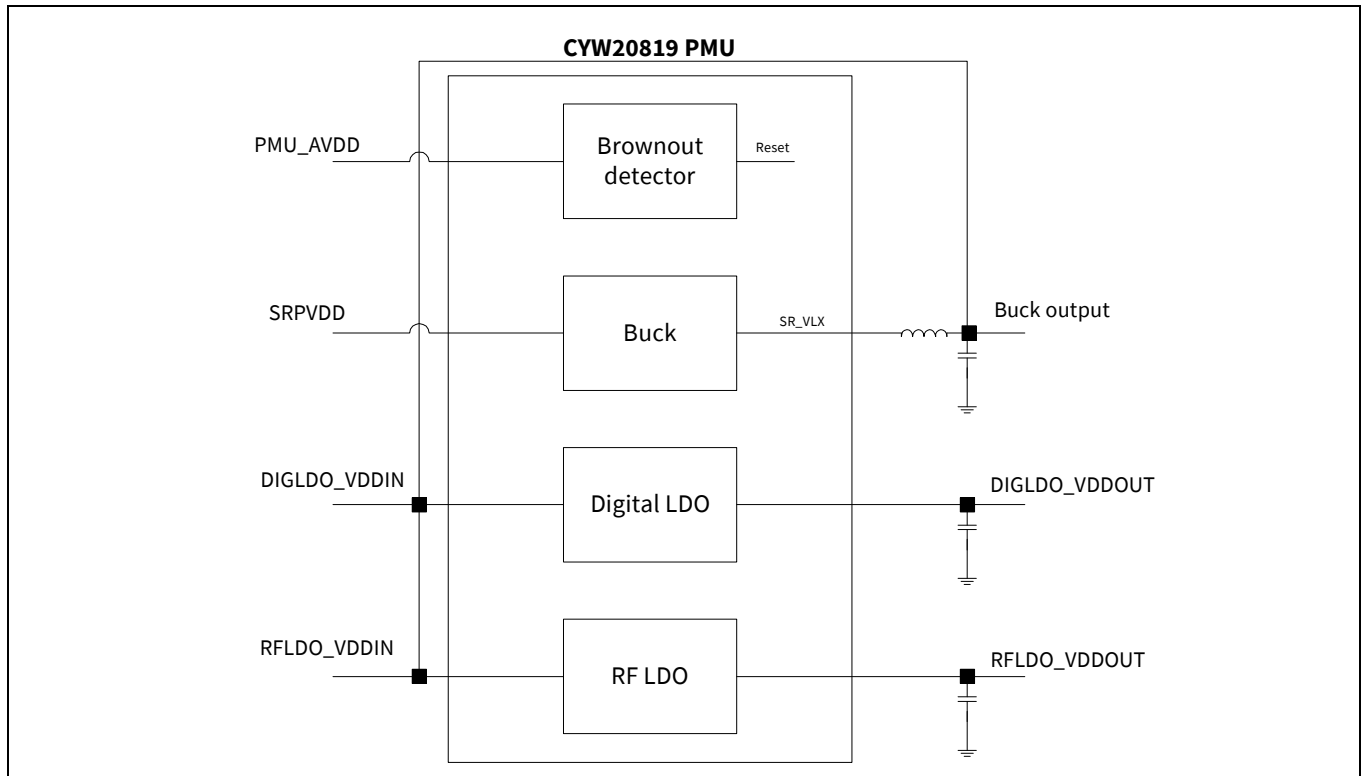 CYW20819 PMU
PMU_AVDD
Brownout
detector
Reset
SRPVDD
Buck
SR_VLX
Buck output
DIGLDO_VDDIN
Digital LDO
DIGLDO_VDDOUT
RFLDO_VDDIN
RF LDO
RFLDO_VDDOUT